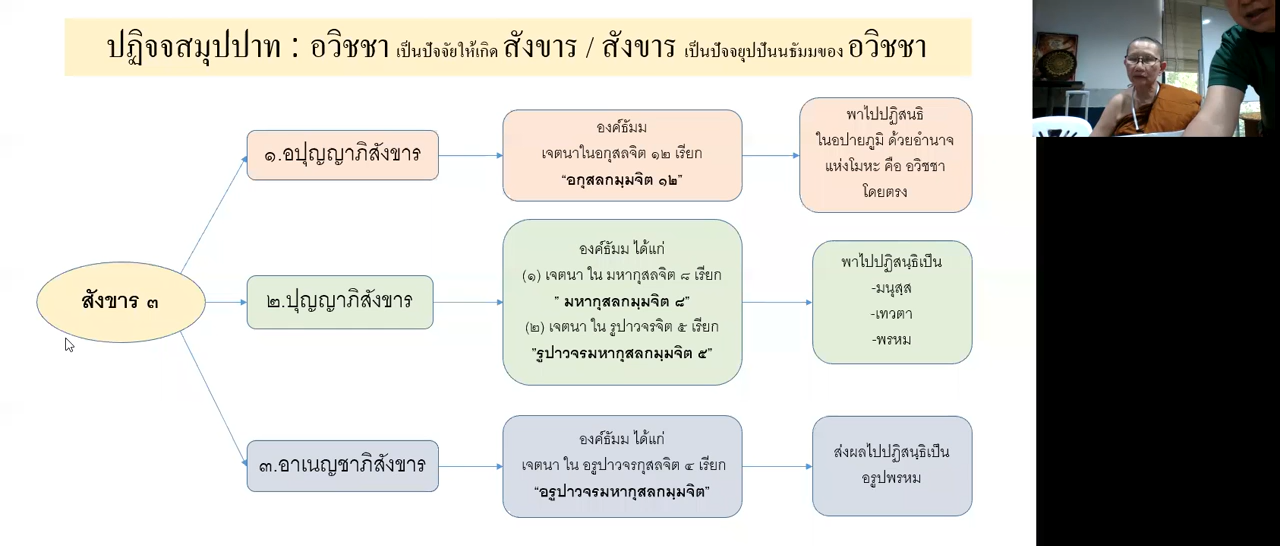 ปฏิจจสมุปปาท : อวิชชา เป็นปัจจัยให้เกิด สังขาร / สังขาร เป็นปัจจยุปปันนธัมมของ อวิชชา
สังขาร ๓
๑.อปุญญาภิสังขาร
องค์ธัมม
เจตนาในอกุสลจิต ๑๒ เรียก
“อกุสลกมฺมจิต ๑๒”
พาไปปฏิสนธิ
ในอปายภูมิ ด้วยอำนาจ
แห่งโมหะ คือ อวิชชา
โดยตรง
๒.ปุญญาภิสังขาร
องค์ธัมม ได้แก่
(๑) เจตนา ใน มหากุสลจิต ๘ เรียก
” มหากุสลกมฺมจิต ๘”
(๒) เจตนา ใน รูปาวจรจิต ๕ เรียก
”รูปาวจรมหากุสลกมฺมจิต ๕”
พาไปปฏิสนฺธิเป็น
-มนุสฺส
-เทวตา
-พรหม
๓.อาเนญชาภิสังขาร
องค์ธัมม ได้แก่
เจตนา ใน อรูปาวจรกุสลจิต ๔ เรียก
“อรูปาวจรมหากุสลกมฺมจิต”
ส่งผลไปปฏิสนฺธิเป็น
อรูปพรหม